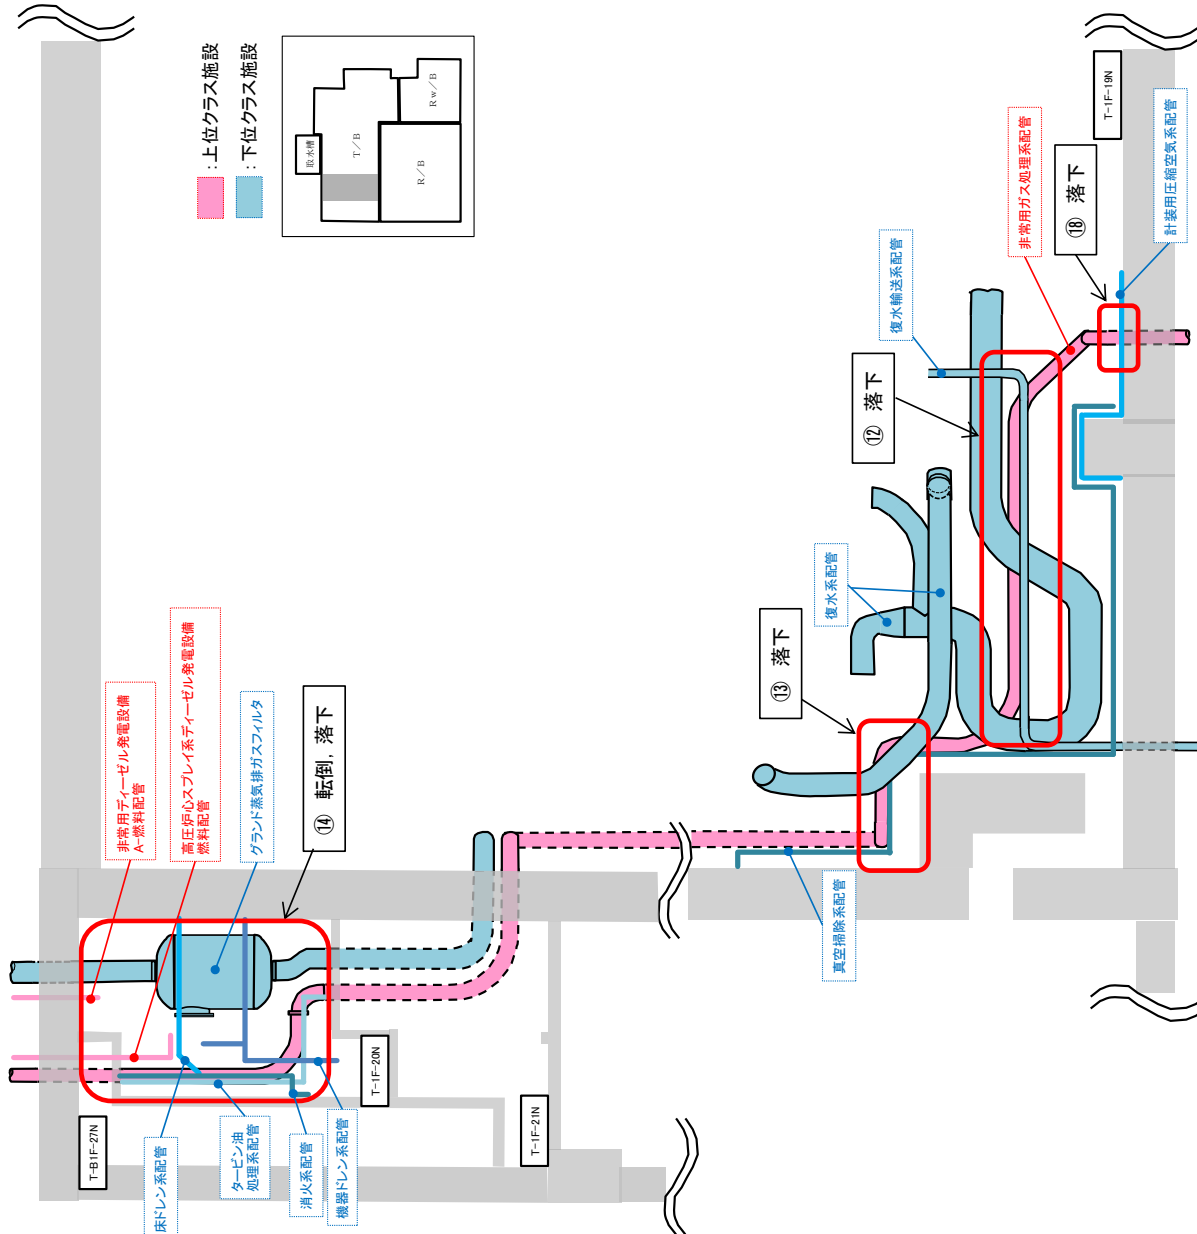 :上位クラス施設
:下位クラス施設
取水槽
T/B
R/B
Rw/B
T-1F-19N
計装用圧縮空気系配管
非常用ガス処理系配管
⑱ 落下
復水輸送系配管
⑫ 落下
復水系配管
⑬ 落下
真空掃除系配管
非常用ディーゼル発電設備
A-燃料配管
高圧炉心スプレイ系ディーゼル発電設備
燃料配管
グランド蒸気排ガスフィルタ
⑭ 転倒,落下
T-B1F-27N
T-1F-20N
T-1F-21N
床ドレン系配管
タービン油
処理系配管
消火系配管
機器ドレン系配管